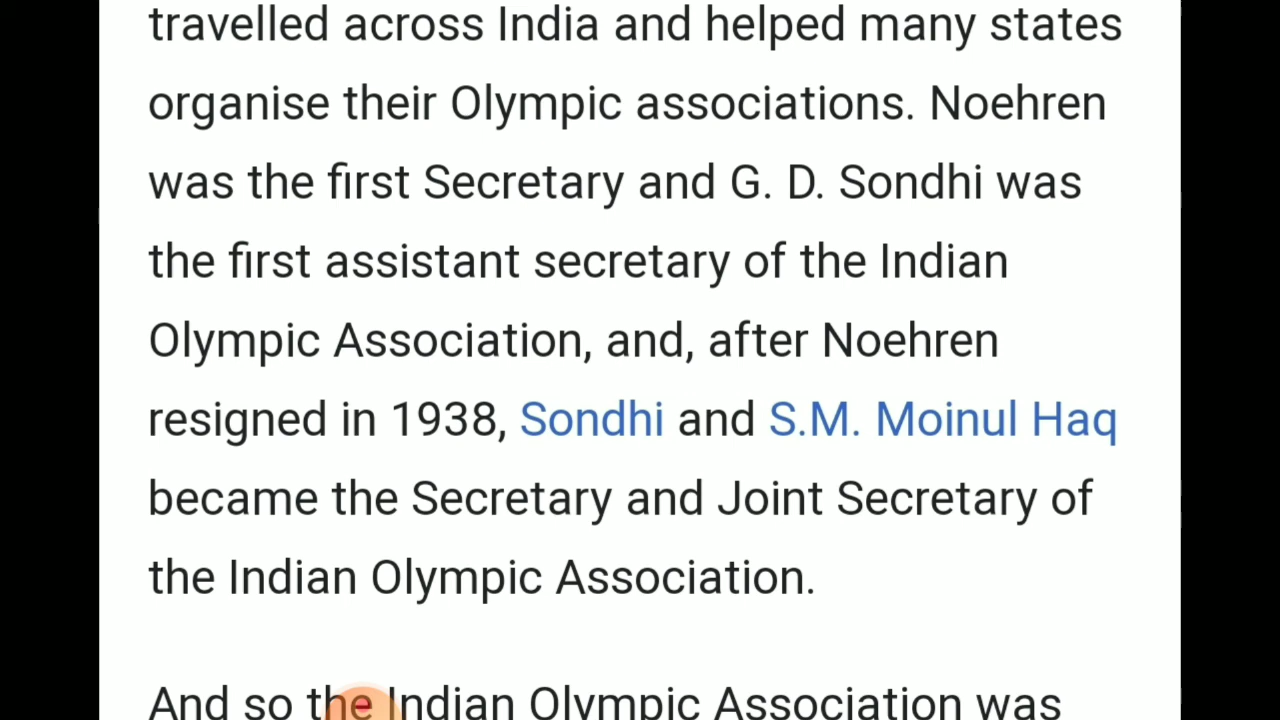 travelled across India and helped many states
organise their Olympic associations. Noehren
was the first Secretary and G. D. Sondhi was
the first assistant secretary of the Indian
Olympic Association, and, after Noehren
resigned in 1938, Sondhi and S.M. Moinul Haq
became the Secretary and Joint Secretary of
the Indian Olympic Association.
And so the Indian Olympic Association was